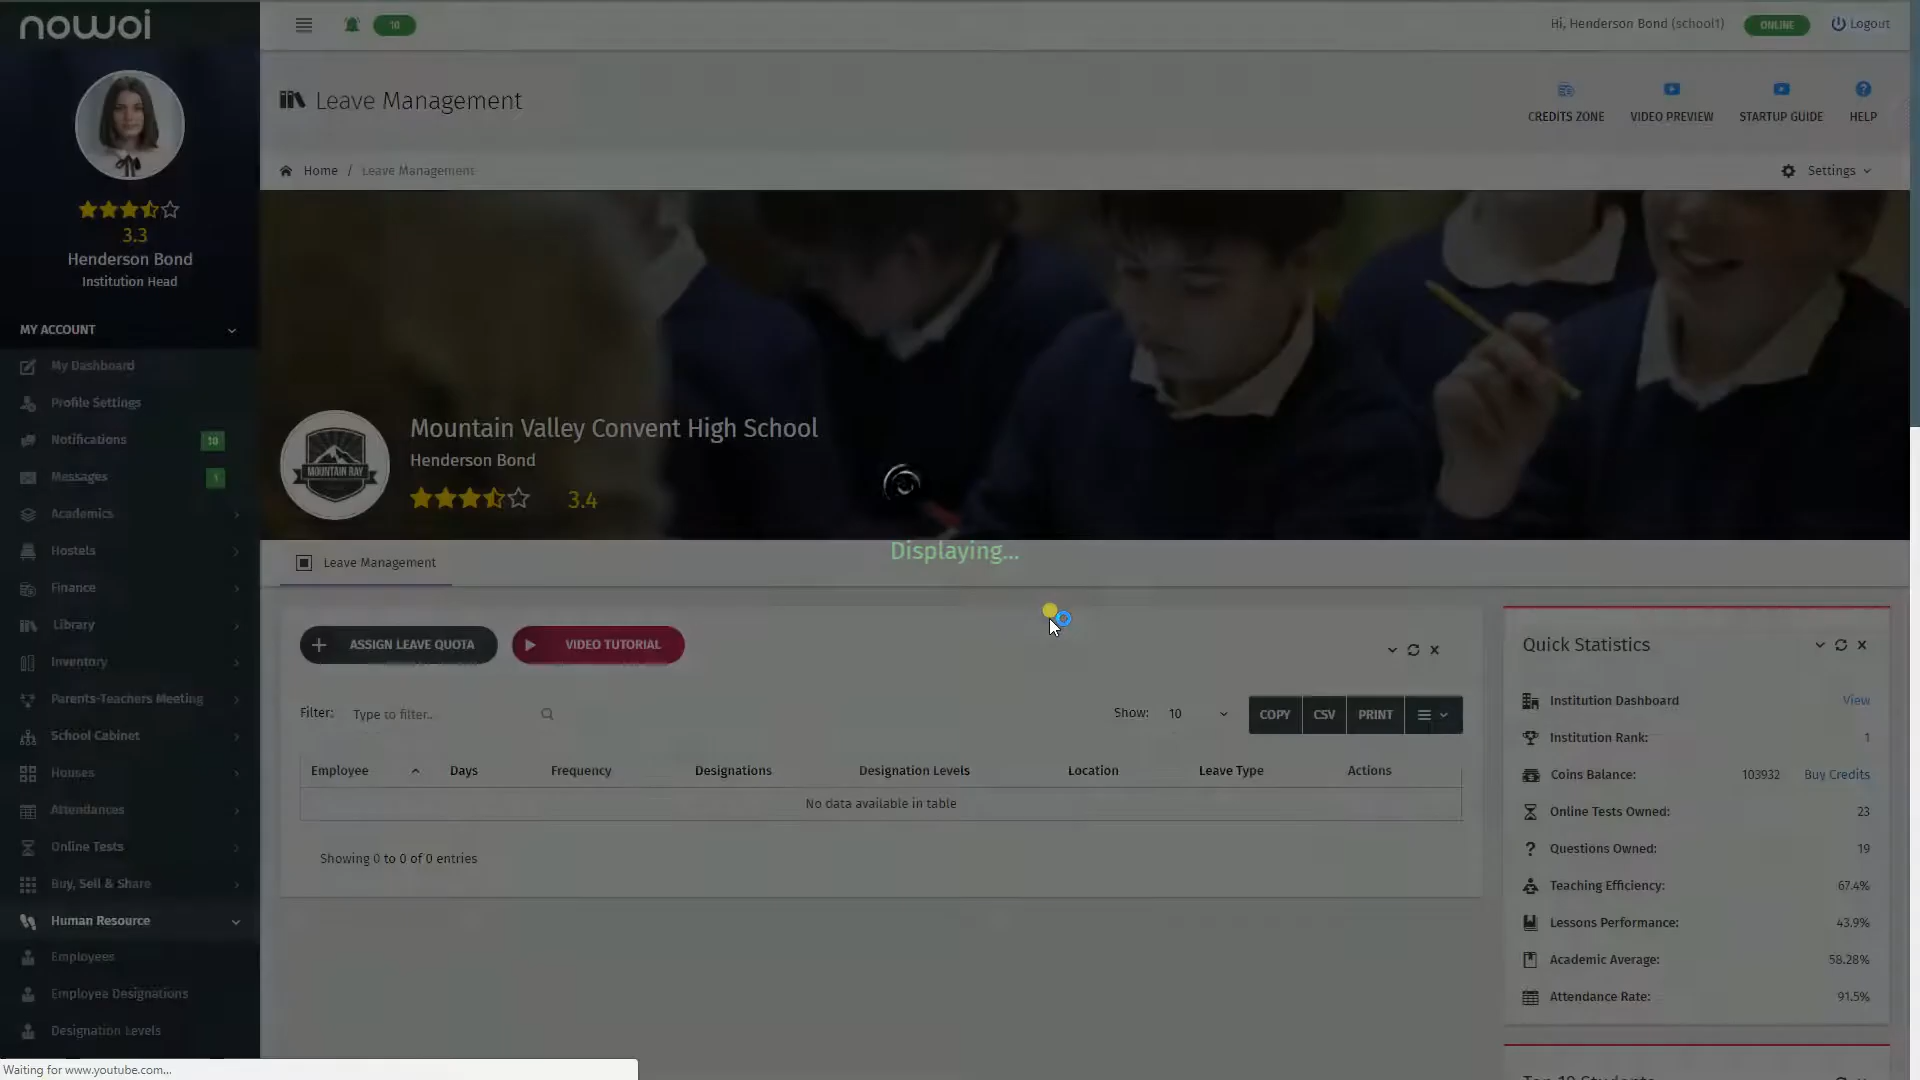 nowoi
10
Hi, Henderson Bond (school1)
ONLINE
Logout
Leave Management
CREDITS ZONE
VIDEO PREVIEW
STARTUP GUIDE
HELP
Home / Leave Management
Settings
3.3
Henderson Bond
Institution Head
MY ACCOUNT
My Dashboard
Profile Settings
Notifications
10
Messages
1
Academics
Hostels
Finance
Library
Inventory
Parents-Teachers Meeting
School Cabinet
Houses
Attendances
Online Tests
Buy, Sell & Share
Human Resource
Employees
Employee Designations
Designation Levels
MOUNTAIN BAY
Mountain Valley Convent High School
Henderson Bond
3.4
Displaying...
Leave Management
ASSIGN LEAVE QUOTA
VIDEO TUTORIAL
Filter: Type to filter..
Show: 10
COPY CSV PRINT
Employee Days Frequency Designations Designation Levels Location Leave Type Actions
No data available in table
Showing 0 to 0 of 0 entries
Quick Statistics
Institution Dashboard View
Institution Rank: 1
Coins Balance: 103932 Buy Credits
Online Tests Owned: 23
Questions Owned: 19
Teaching Efficiency: 67.4%
Lessons Performance: 43.9%
Academic Average: 58.28%
Attendance Rate: 91.5%
Top 10 Students
Waiting for www.youtube.com...